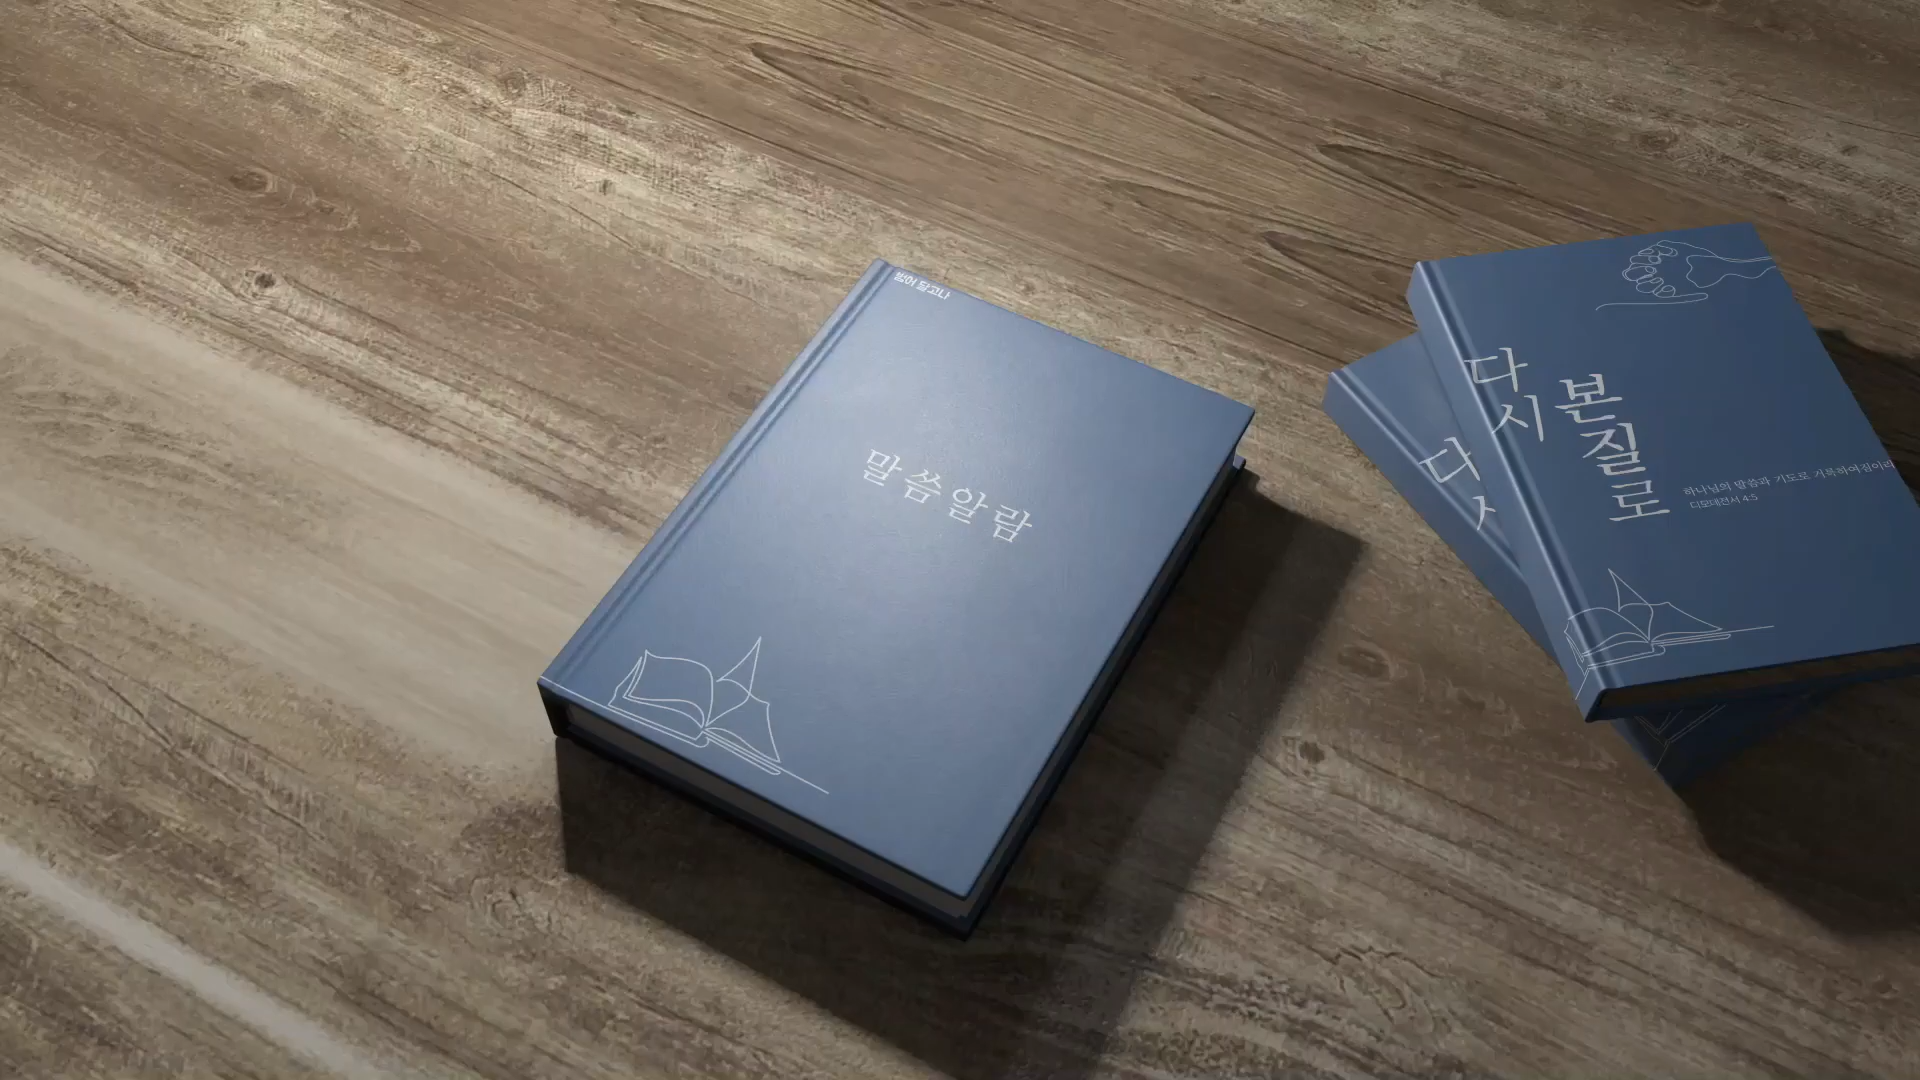 말씀알람
다시
본질로
하나님의 말씀과 기도로 거룩하여짐이라
디모데전서 4:5
다